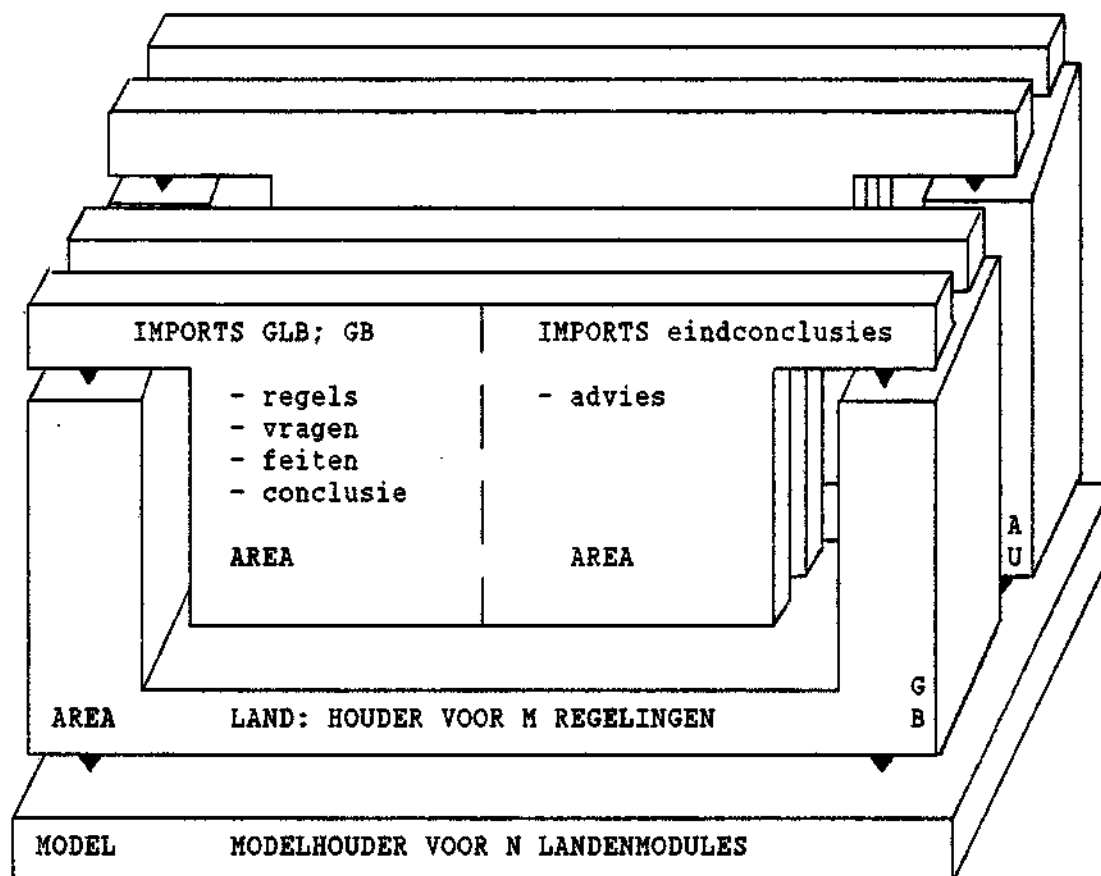 IMPORTS GLB; GB
IMPORTS eindconclusies
- regels
- vragen
- feiten
- conclusie
- advies
AREA
AREA
A
U
G
B
AREA
LAND: HOUDER VOOR M REGELINGEN
MODEL
MODELHOUDER VOOR N LANDENMODULES